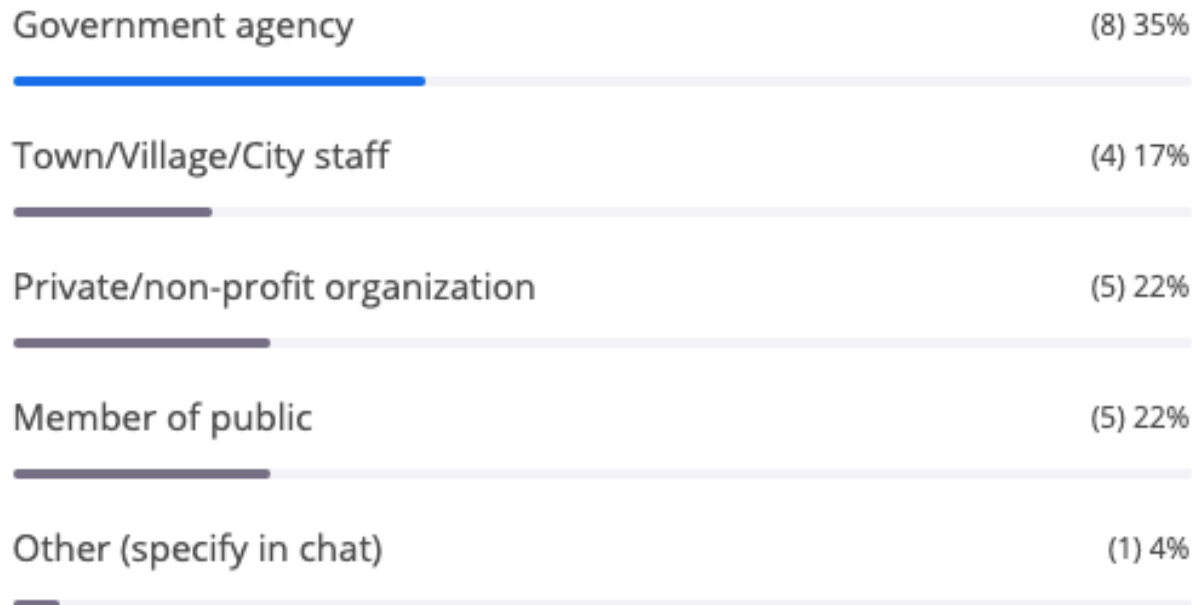 Government agency (8) 35%
Town/Village/City staff (4) 17%
Private/non-profit organization (5) 22%
Member of public (5) 22%
Other (specify in chat) (1) 4%